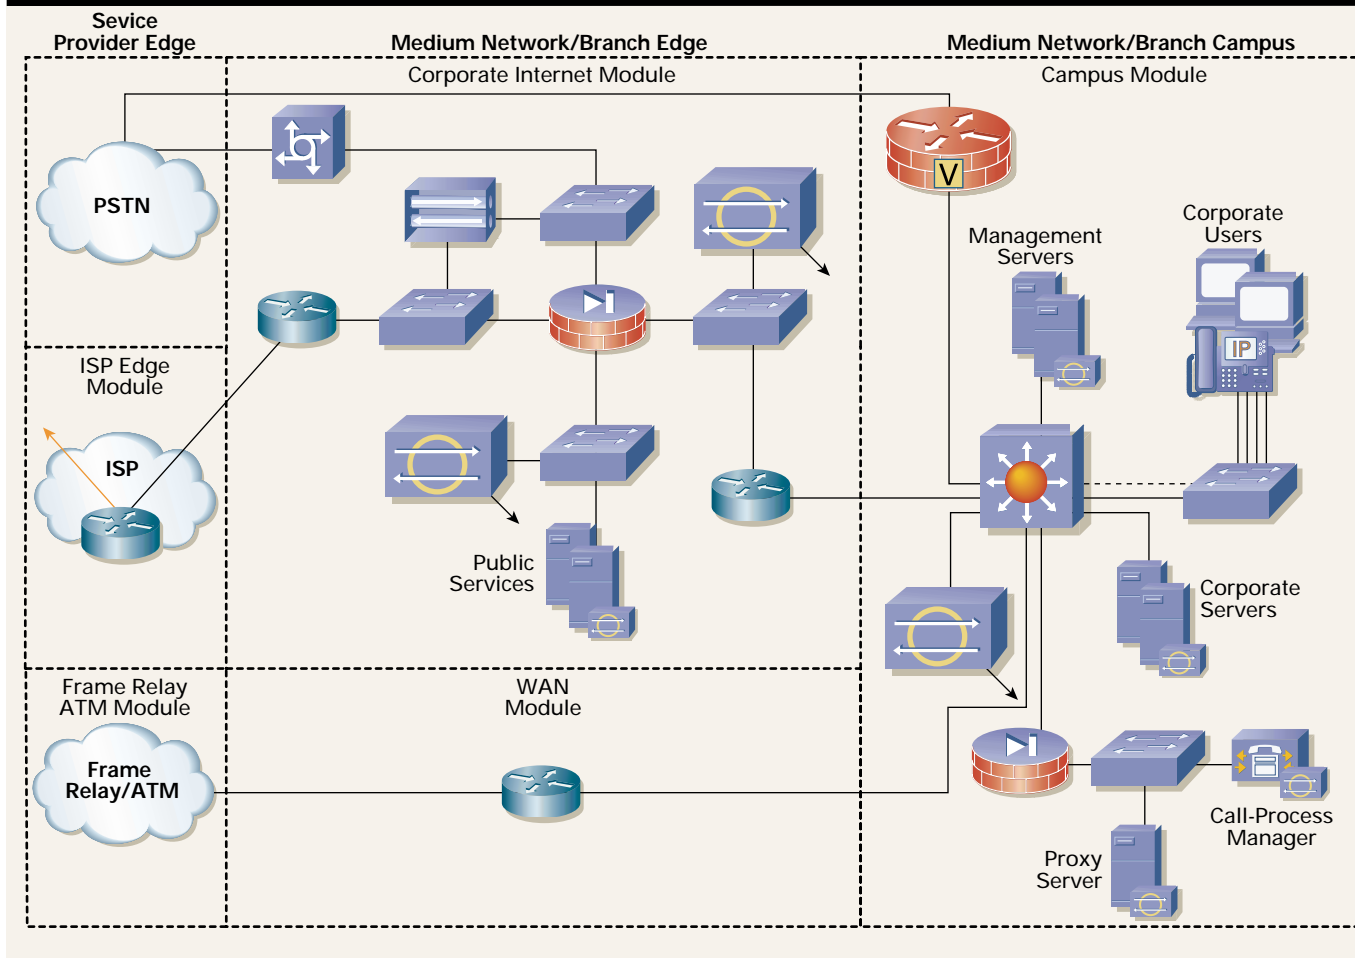 Sevice
Provider Edge
Medium Network/Branch Edge
Medium Network/Branch Campus
Corporate Internet Module
Campus Module
PSTN
V
Management
Servers
Corporate
Users
IP
ISP Edge
Module
ISP
Public
Services
Corporate
Servers
Frame Relay
ATM Module
WAN
Module
Frame
Relay/ATM
Call-Process
Manager
Proxy
Server